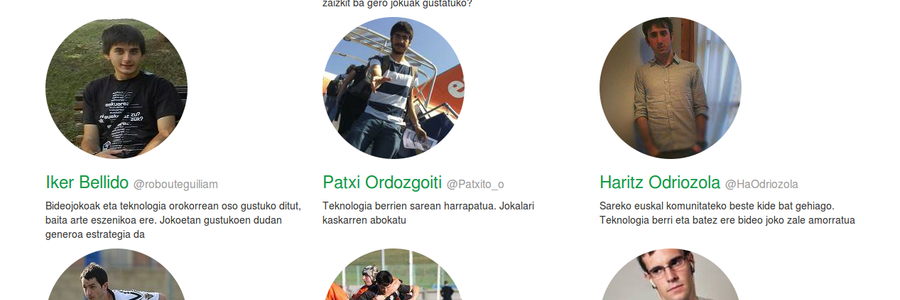 zaizkit ba gero jokuak gustatuko?
Iker Bellido @robouteguiliam
Bideojokoak eta teknologia orokorrean oso gustuko ditut,
baita arte eszenikoa ere. Jokoetan gustukoen dudan
generoa estrategia da
Patxi Ordozgoiti @Patxito_o
Teknologia berrien sarean harrapatua. Jokalari
kaskarren abokatu
Haritz Odriozola @HaOdriozola
Sareko euskal komunitateko beste kide bat gehiago.
Teknologia berri eta batez ere bideo joko zale amorratua